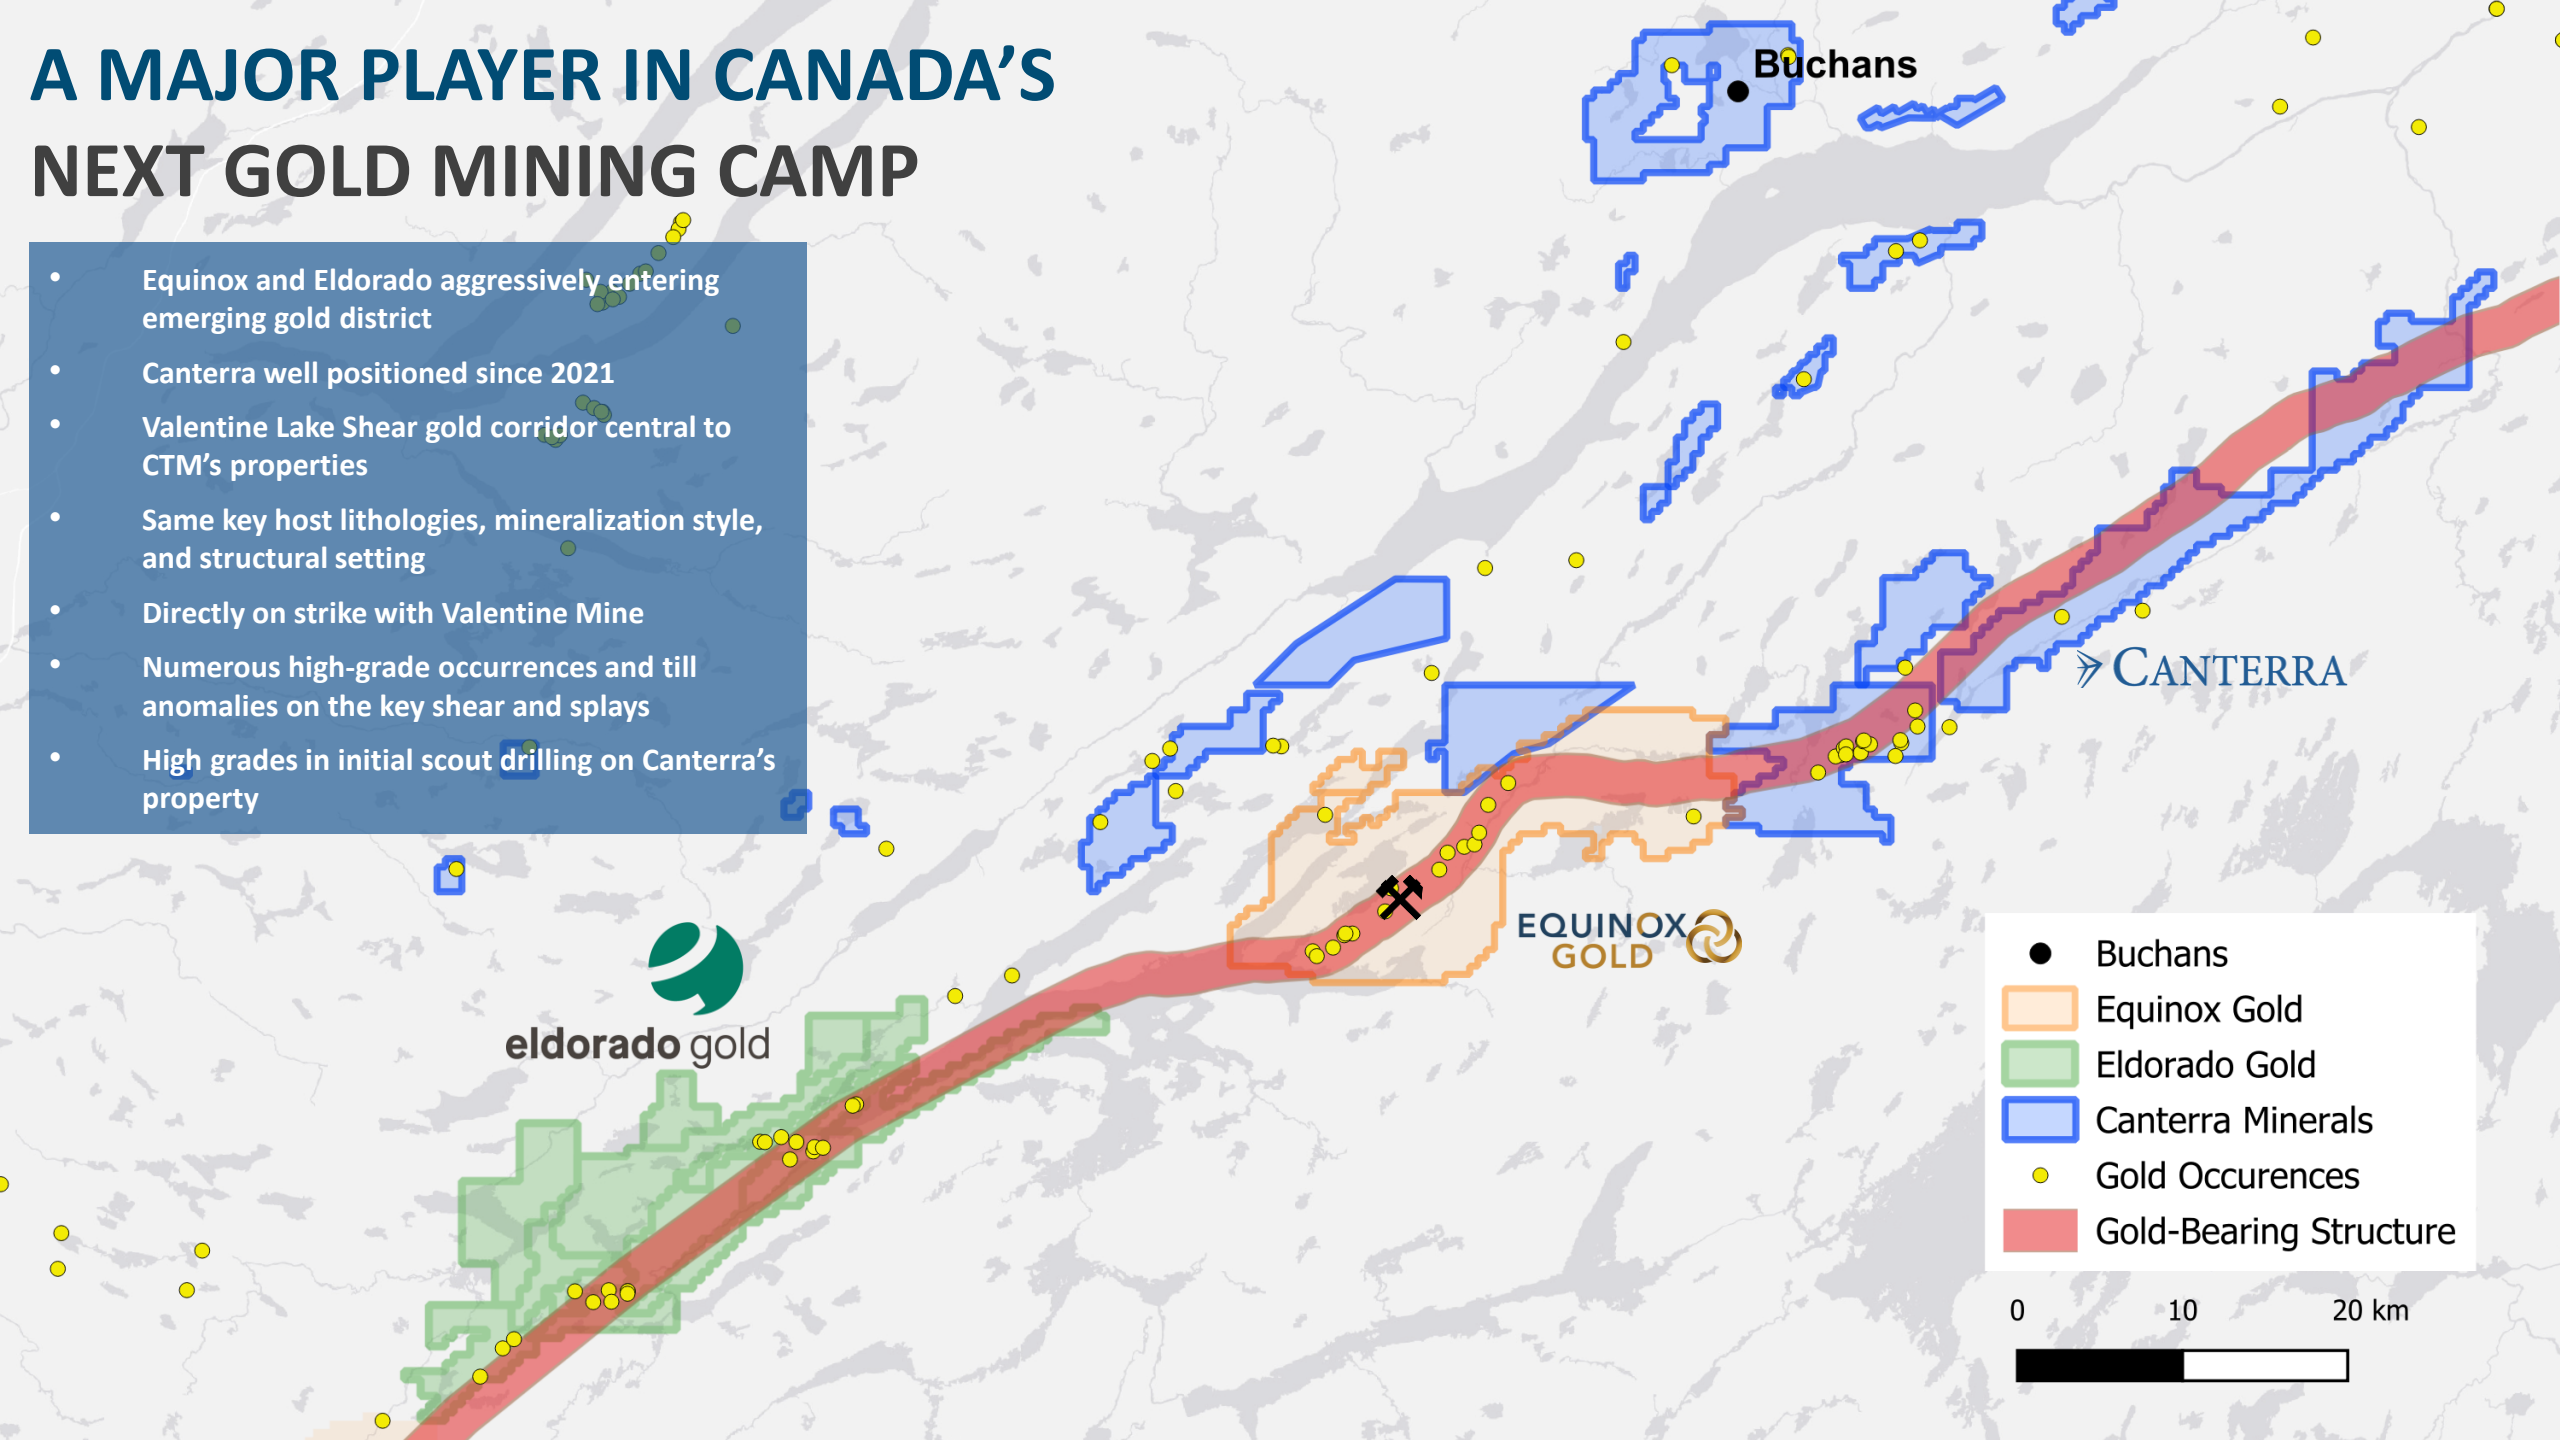 A MAJOR PLAYER IN CANADA'S
NEXT GOLD MINING CAMP
• Equinox and Eldorado aggressively entering
emerging gold district
• Canterra well positioned since 2021
• Valentine Lake Shear gold corridor central to
CTM's properties
• Same key host lithologies, mineralization style,
and structural setting
• Directly on strike with Valentine Mine
• Numerous high-grade occurrences and till
anomalies on the key shear and splays
• High grades in initial scout drilling on Canterra's
property
Buchans
CANTERRA
EQUINOX
GOLD
eldorado gold
Buchans
Equinox Gold
Eldorado Gold
Canterra Minerals
Gold Occurences
Gold-Bearing Structure
0 10 20 km